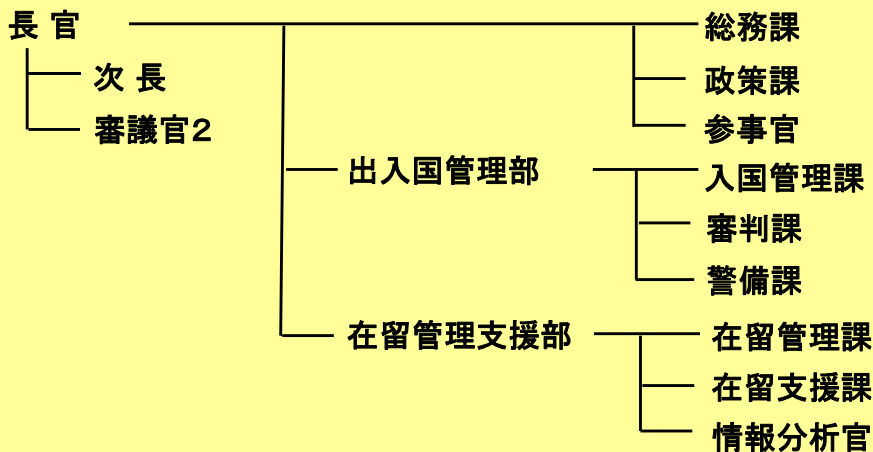 長 官
次 長
審議官2
総務課
政策課
参事官
出入国管理部
入国管理課
審判課
警備課
在留管理支援部
在留管理課
在留支援課
情報分析官